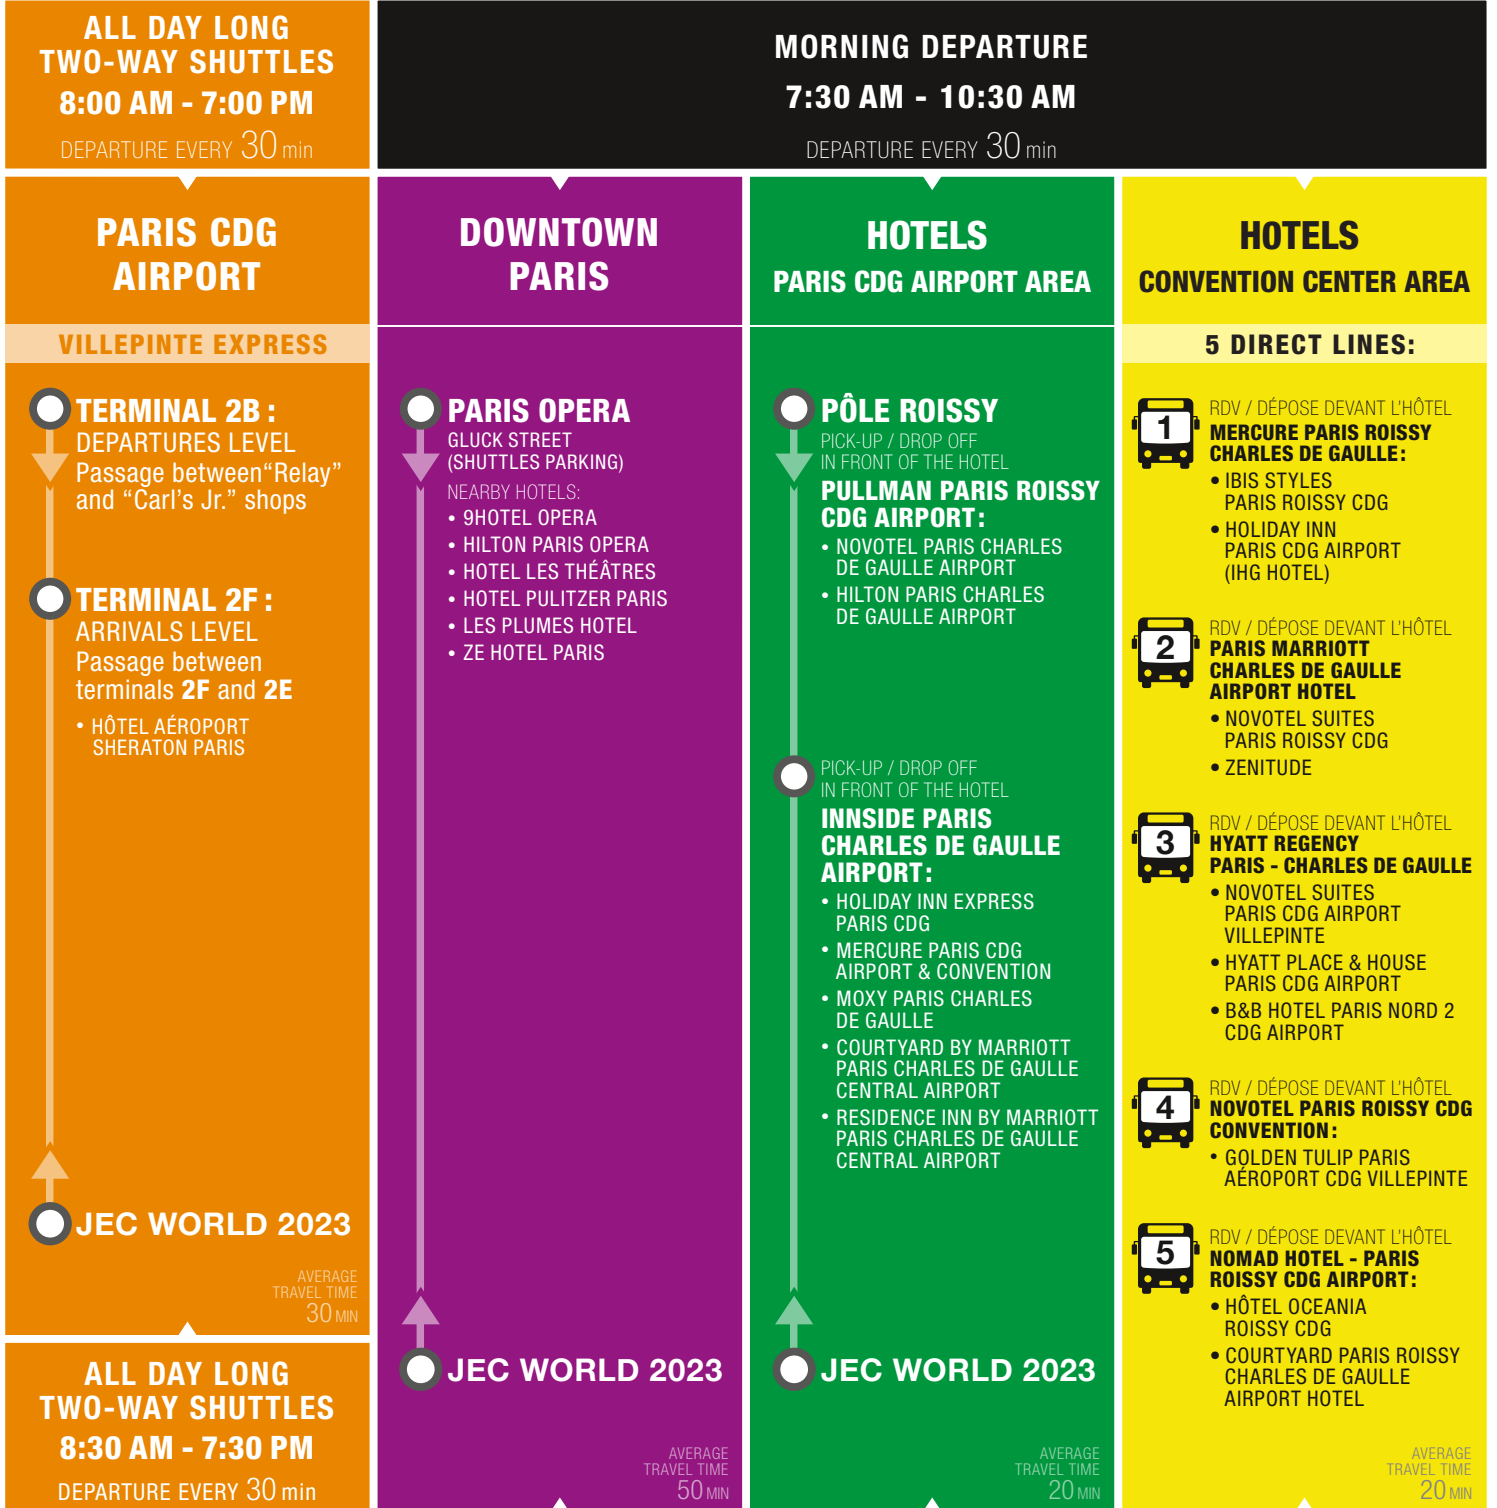 ALL DAY LONG
TWO-WAY SHUTTLES
8:00 AM - 7:00 PM
DEPARTURE EVERY 30 min
MORNING DEPARTURE
7:30 AM - 10:30 AM
DEPARTURE EVERY 30 min
PARIS CDG
AIRPORT
VILLEPINTE EXPRESS
TERMINAL 2B :
DEPARTURES LEVEL
Passage between“Relay”
and “Carl's Jr.” shops
TERMINAL 2F :
ARRIVALS LEVEL
Passage between
terminals 2F and 2E
• HÔTEL AÉROPORT
SHERATON PARIS
JEC WORLD 2023
AVERAGE
TRAVEL TIME
30 MIN
ALL DAY LONG
TWO-WAY SHUTTLES
8:30 AM - 7:30 PM
DEPARTURE EVERY 30 min
DOWNTOWN
PARIS
PARIS OPERA
GLUCK STREET
(SHUTTLES PARKING)
NEARBY HOTELS:
• 9HOTEL OPERA
• HILTON PARIS OPERA
• HOTEL LES THÉÂTRES
• HOTEL PULITZER PARIS
• LES PLUMES HOTEL
• ZE HOTEL PARIS
JEC WORLD 2023
AVERAGE
TRAVEL TIME
50 MIN
HOTELS
PARIS CDG AIRPORT AREA
PÔLE ROISSY
PICK-UP / DROP OFF
IN FRONT OF THE HOTEL
PULLMAN PARIS ROISSY
CDG AIRPORT:
• NOVOTEL PARIS CHARLES
DE GAULLE AIRPORT
• HILTON PARIS CHARLES
DE GAULLE AIRPORT
PICK-UP / DROP OFF
IN FRONT OF THE HOTEL
INNSIDE PARIS
CHARLES DE GAULLE
AIRPORT:
• HOLIDAY INN EXPRESS
PARIS CDG
• MERCURE PARIS CDG
AIRPORT & CONVENTION
• MOXY PARIS CHARLES
DE GAULLE
• COURTYARD BY MARRIOTT
PARIS CHARLES DE GAULLE
CENTRAL AIRPORT
• RESIDENCE INN BY MARRIOTT
PARIS CHARLES DE GAULLE
CENTRAL AIRPORT
JEC WORLD 2023
AVERAGE
TRAVEL TIME
20 MIN
HOTELS
CONVENTION CENTER AREA
5 DIRECT LINES:
1
RDV / DÉPOSE DEVANT L'HÔTEL
MERCURE PARIS ROISSY
CHARLES DE GAULLE:
• IBIS STYLES
PARIS ROISSY CDG
• HOLIDAY INN
PARIS CDG AIRPORT
(IHG HOTEL)
2
RDV / DÉPOSE DEVANT L'HÔTEL
PARIS MARRIOTT
CHARLES DE GAULLE
AIRPORT HOTEL
• NOVOTEL SUITES
PARIS ROISSY CDG
• ZENITUDE
3
RDV / DÉPOSE DEVANT L'HÔTEL
HYATT REGENCY
PARIS - CHARLES DE GAULLE
• NOVOTEL SUITES
PARIS CDG AIRPORT
VILLEPINTE
• HYATT PLACE & HOUSE
PARIS CDG AIRPORT
• B&B HOTEL PARIS NORD 2
CDG AIRPORT
4
RDV / DÉPOSE DEVANT L'HÔTEL
NOVOTEL PARIS ROISSY CDG
CONVENTION:
• GOLDEN TULIP PARIS
AÉROPORT CDG VILLEPINTE
5
RDV / DÉPOSE DEVANT L'HÔTEL
NOMAD HOTEL - PARIS
ROISSY CDG AIRPORT:
• HÔTEL OCEANIA
ROISSY CDG
• COURTYARD PARIS ROISSY
CHARLES DE GAULLE
AIRPORT HOTEL
AVERAGE
TRAVEL TIME
20 MIN